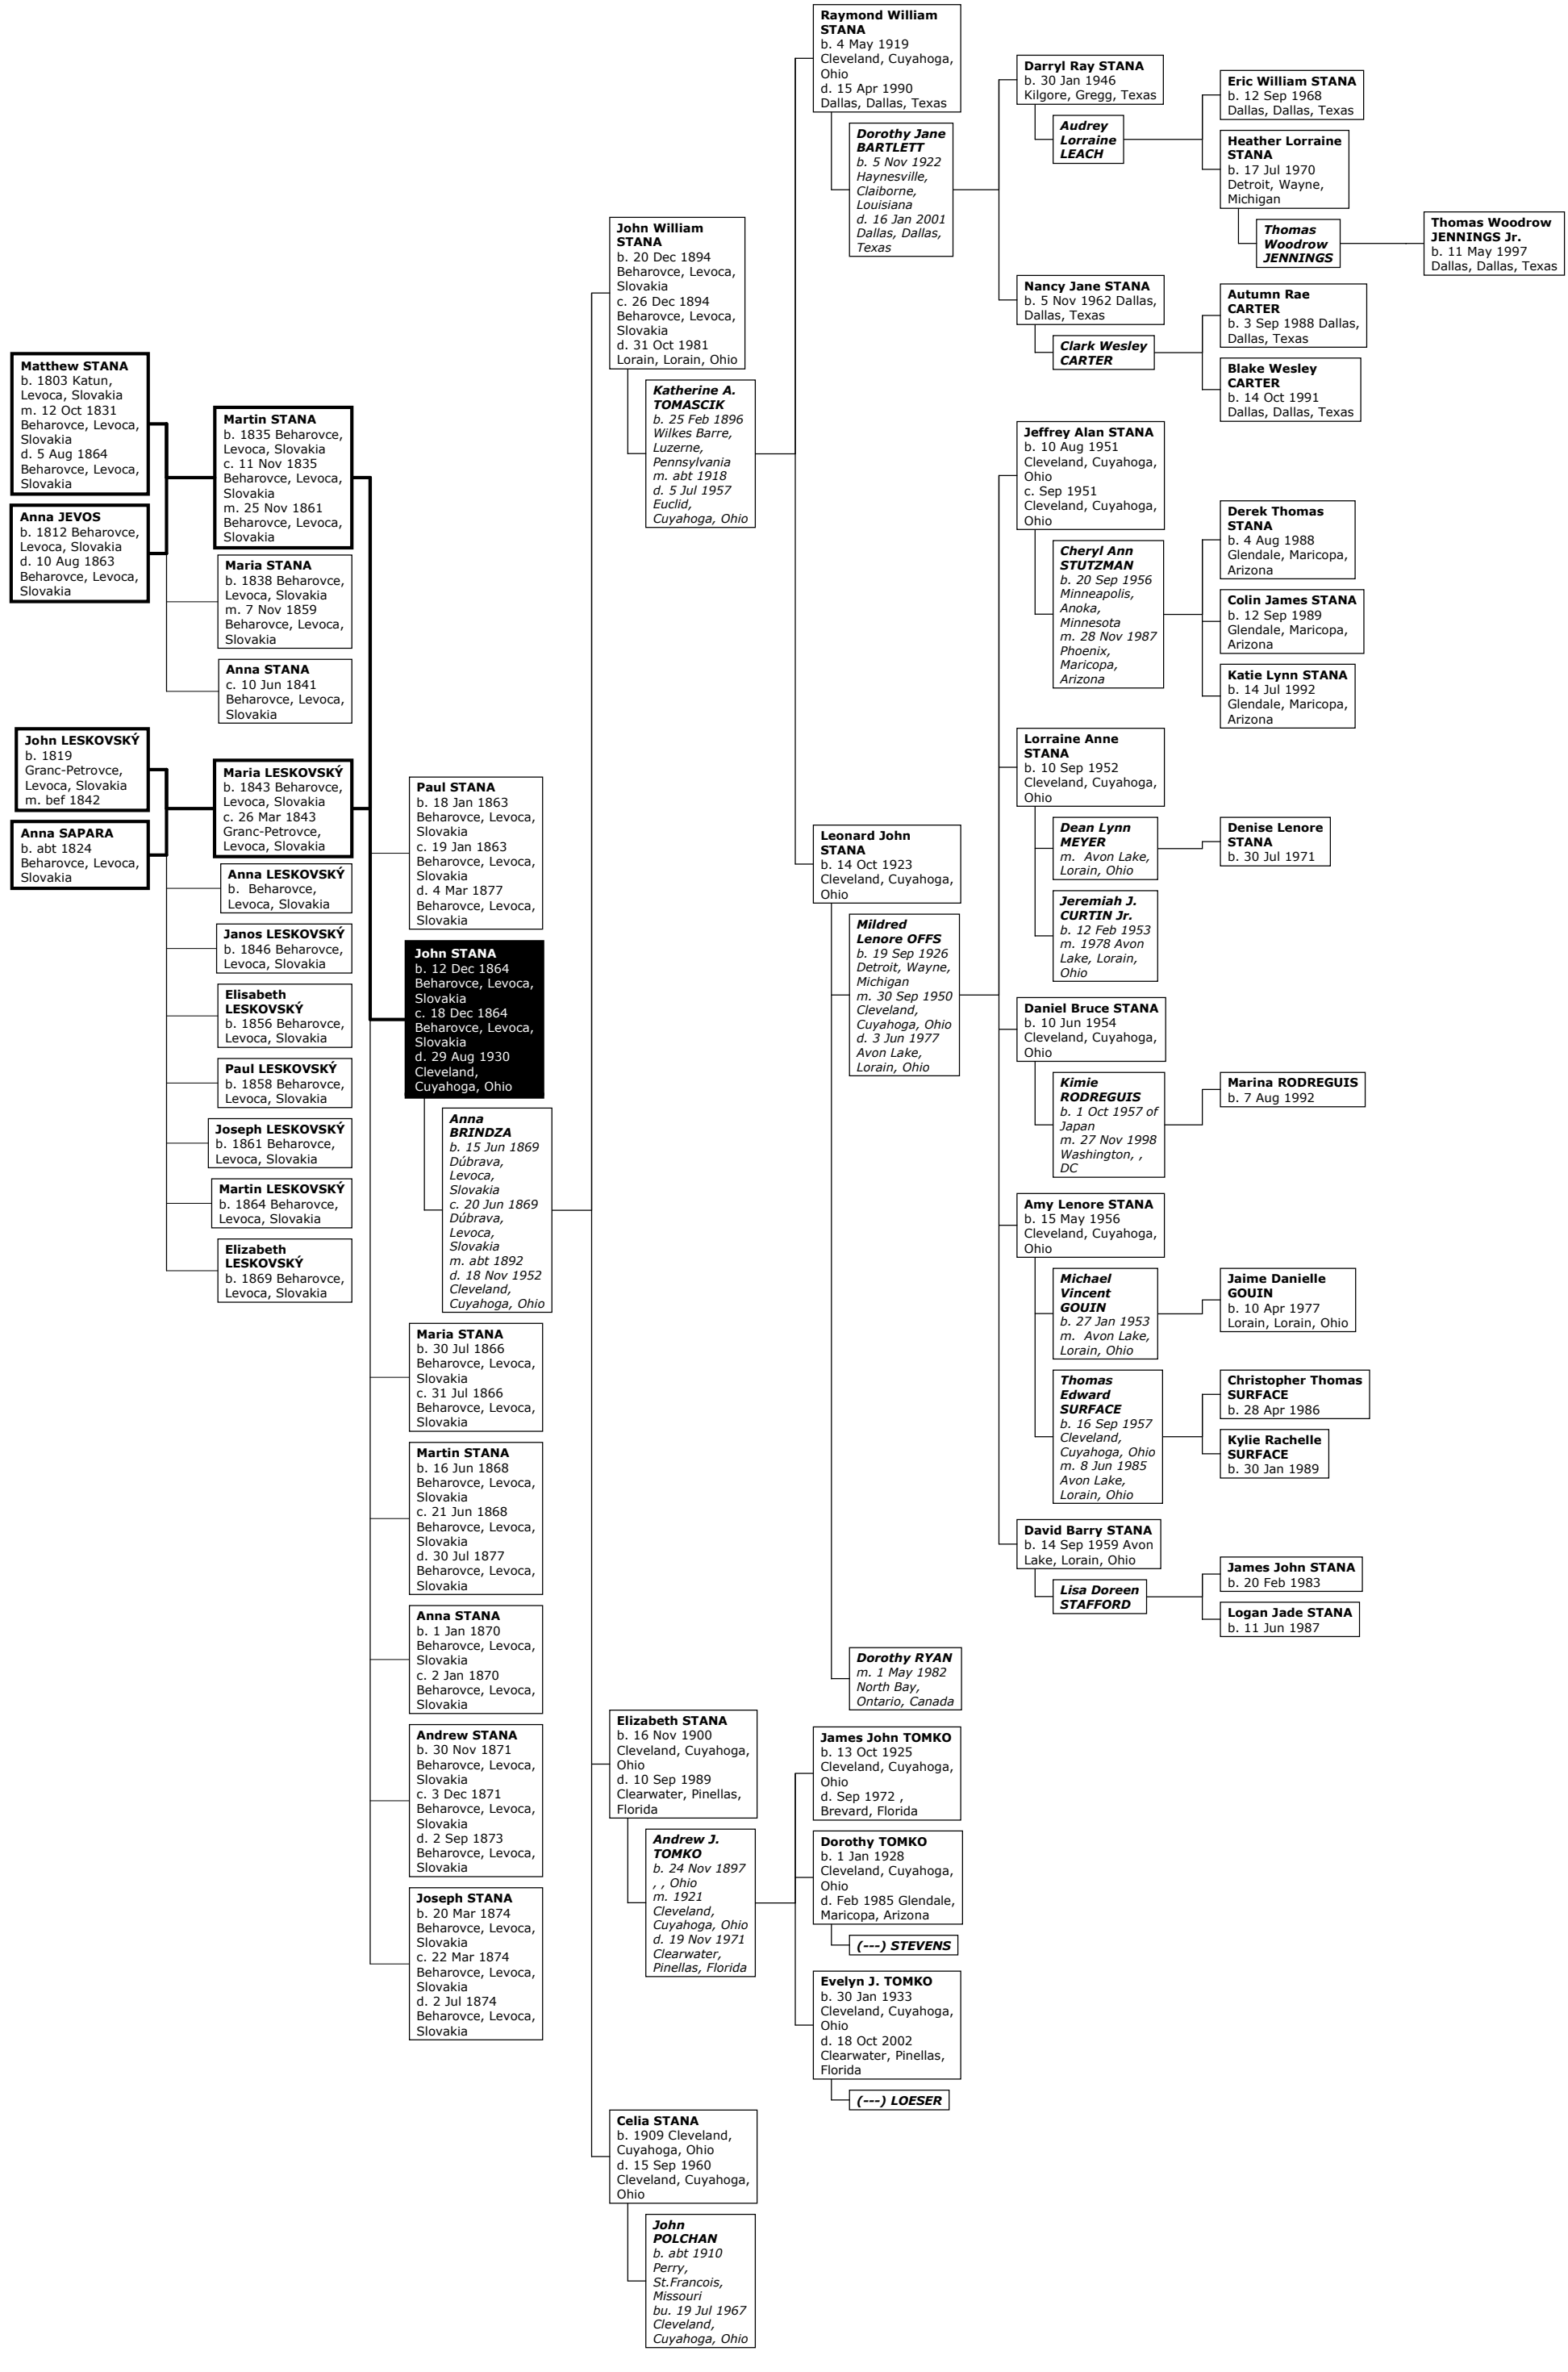 Matthew STANA
b. 1803 Katun,
Levoca, Slovakia
m. 12 Oct 1831
Beharovce, Levoca,
Slovakia
d. 5 Aug 1864
Beharovce, Levoca,
Slovakia
Anna JEVOS
b. 1812 Beharovce,
Levoca, Slovakia
d. 10 Aug 1863
Beharovce, Levoca,
Slovakia
John LESKOVSKÝ
b. 1819
Granc-Petrovce,
Levoca, Slovakia
m. bef 1842
Anna SAPARA
b. abt 1824
Beharovce, Levoca,
Slovakia
Martin STANA
b. 1835 Beharovce,
Levoca, Slovakia
c. 11 Nov 1835
Beharovce, Levoca,
Slovakia
m. 25 Nov 1861
Beharovce, Levoca,
Slovakia
Maria STANA
b. 1838 Beharovce,
Levoca, Slovakia
m. 7 Nov 1859
Beharovce, Levoca,
Slovakia
Anna STANA
c. 10 Jun 1841
Beharovce, Levoca,
Slovakia
Maria LESKOVSKÝ
b. 1843 Beharovce,
Levoca, Slovakia
c. 26 Mar 1843
Granc-Petrovce,
Levoca, Slovakia
Anna LESKOVSKÝ
b.  Beharovce,
Levoca, Slovakia
Janos LESKOVSKÝ
b. 1846 Beharovce,
Levoca, Slovakia
Elisabeth
LESKOVSKÝ
b. 1856 Beharovce,
Levoca, Slovakia
Paul LESKOVSKÝ
b. 1858 Beharovce,
Levoca, Slovakia
Joseph LESKOVSKÝ
b. 1861 Beharovce,
Levoca, Slovakia
Martin LESKOVSKÝ
b. 1864 Beharovce,
Levoca, Slovakia
Elizabeth
LESKOVSKÝ
b. 1869 Beharovce,
Levoca, Slovakia
Paul STANA
b. 18 Jan 1863
Beharovce, Levoca,
Slovakia
c. 19 Jan 1863
Beharovce, Levoca,
Slovakia
d. 4 Mar 1877
Beharovce, Levoca,
Slovakia
John STANA
b. 12 Dec 1864
Beharovce, Levoca,
Slovakia
c. 18 Dec 1864
Beharovce, Levoca,
Slovakia
d. 29 Aug 1930
Cleveland,
Cuyahoga, Ohio
Anna
BRINDZA
b. 15 Jun 1869
Dúbrava,
Levoca,
Slovakia
c. 20 Jun 1869
Dúbrava,
Levoca,
Slovakia
m. abt 1892
d. 18 Nov 1952
Cleveland,
Cuyahoga, Ohio
Maria STANA
b. 30 Jul 1866
Beharovce, Levoca,
Slovakia
c. 31 Jul 1866
Beharovce, Levoca,
Slovakia
Martin STANA
b. 16 Jun 1868
Beharovce, Levoca,
Slovakia
c. 21 Jun 1868
Beharovce, Levoca,
Slovakia
d. 30 Jul 1877
Beharovce, Levoca,
Slovakia
Anna STANA
b. 1 Jan 1870
Beharovce, Levoca,
Slovakia
c. 2 Jan 1870
Beharovce, Levoca,
Slovakia
Andrew STANA
b. 30 Nov 1871
Beharovce, Levoca,
Slovakia
c. 3 Dec 1871
Beharovce, Levoca,
Slovakia
d. 2 Sep 1873
Beharovce, Levoca,
Slovakia
Joseph STANA
b. 20 Mar 1874
Beharovce, Levoca,
Slovakia
c. 22 Mar 1874
Beharovce, Levoca,
Slovakia
d. 2 Jul 1874
Beharovce, Levoca,
Slovakia
John William
STANA
b. 20 Dec 1894
Beharovce, Levoca,
Slovakia
c. 26 Dec 1894
Beharovce, Levoca,
Slovakia
d. 31 Oct 1981
Lorain, Lorain, Ohio
Katherine A.
TOMASCIK
b. 25 Feb 1896
Wilkes Barre,
Luzerne,
Pennsylvania
m. abt 1918
d. 5 Jul 1957
Euclid,
Cuyahoga, Ohio
Elizabeth STANA
b. 16 Nov 1900
Cleveland, Cuyahoga,
Ohio
d. 10 Sep 1989
Clearwater, Pinellas,
Florida
Andrew J.
TOMKO
b. 24 Nov 1897
, , Ohio
m. 1921
Cleveland,
Cuyahoga, Ohio
d. 19 Nov 1971
Clearwater,
Pinellas, Florida
Celia STANA
b. 1909 Cleveland,
Cuyahoga, Ohio
d. 15 Sep 1960
Cleveland, Cuyahoga,
Ohio
John
POLCHAN
b. abt 1910
Perry,
St.Francois,
Missouri
bu. 19 Jul 1967
Cleveland,
Cuyahoga, Ohio
Raymond William
STANA
b. 4 May 1919
Cleveland, Cuyahoga,
Ohio
d. 15 Apr 1990
Dallas, Dallas, Texas
Dorothy Jane
BARTLETT
b. 5 Nov 1922
Haynesville,
Claiborne,
Louisiana
d. 16 Jan 2001
Dallas, Dallas,
Texas
Leonard John
STANA
b. 14 Oct 1923
Cleveland, Cuyahoga,
Ohio
Mildred
Lenore OFFS
b. 19 Sep 1926
Detroit, Wayne,
Michigan
m. 30 Sep 1950
Cleveland,
Cuyahoga, Ohio
d. 3 Jun 1977
Avon Lake,
Lorain, Ohio
Dorothy RYAN
m. 1 May 1982
North Bay,
Ontario, Canada
James John TOMKO
b. 13 Oct 1925
Cleveland, Cuyahoga,
Ohio
d. Sep 1972 ,
Brevard, Florida
Dorothy TOMKO
b. 1 Jan 1928
Cleveland, Cuyahoga,
Ohio
d. Feb 1985 Glendale,
Maricopa, Arizona
(---) STEVENS
Evelyn J. TOMKO
b. 30 Jan 1933
Cleveland, Cuyahoga,
Ohio
d. 18 Oct 2002
Clearwater, Pinellas,
Florida
(---) LOESER
Darryl Ray STANA
b. 30 Jan 1946
Kilgore, Gregg, Texas
Audrey
Lorraine
LEACH
Nancy Jane STANA
b. 5 Nov 1962 Dallas,
Dallas, Texas
Clark Wesley
CARTER
Jeffrey Alan STANA
b. 10 Aug 1951
Cleveland, Cuyahoga,
Ohio
c. Sep 1951
Cleveland, Cuyahoga,
Ohio
Cheryl Ann
STUTZMAN
b. 20 Sep 1956
Minneapolis,
Anoka,
Minnesota
m. 28 Nov 1987
Phoenix,
Maricopa,
Arizona
Lorraine Anne
STANA
b. 10 Sep 1952
Cleveland, Cuyahoga,
Ohio
Dean Lynn
MEYER
m.  Avon Lake,
Lorain, Ohio
Jeremiah J.
CURTIN Jr.
b. 12 Feb 1953
m. 1978 Avon
Lake, Lorain,
Ohio
Daniel Bruce STANA
b. 10 Jun 1954
Cleveland, Cuyahoga,
Ohio
Kimie
RODREGUIS
b. 1 Oct 1957 of
Japan
m. 27 Nov 1998
Washington, ,
DC
Amy Lenore STANA
b. 15 May 1956
Cleveland, Cuyahoga,
Ohio
Michael
Vincent
GOUIN
b. 27 Jan 1953
m.  Avon Lake,
Lorain, Ohio
Thomas
Edward
SURFACE
b. 16 Sep 1957
Cleveland,
Cuyahoga, Ohio
m. 8 Jun 1985
Avon Lake,
Lorain, Ohio
David Barry STANA
b. 14 Sep 1959 Avon
Lake, Lorain, Ohio
Lisa Doreen
STAFFORD
Eric William STANA
b. 12 Sep 1968
Dallas, Dallas, Texas
Heather Lorraine
STANA
b. 17 Jul 1970
Detroit, Wayne,
Michigan
Thomas
Woodrow
JENNINGS
Autumn Rae
CARTER
b. 3 Sep 1988 Dallas,
Dallas, Texas
Blake Wesley
CARTER
b. 14 Oct 1991
Dallas, Dallas, Texas
Derek Thomas
STANA
b. 4 Aug 1988
Glendale, Maricopa,
Arizona
Colin James STANA
b. 12 Sep 1989
Glendale, Maricopa,
Arizona
Katie Lynn STANA
b. 14 Jul 1992
Glendale, Maricopa,
Arizona
Denise Lenore
STANA
b. 30 Jul 1971
Marina RODREGUIS
b. 7 Aug 1992
Jaime Danielle
GOUIN
b. 10 Apr 1977
Lorain, Lorain, Ohio
Christopher Thomas
SURFACE
b. 28 Apr 1986
Kylie Rachelle
SURFACE
b. 30 Jan 1989
James John STANA
b. 20 Feb 1983
Logan Jade STANA
b. 11 Jun 1987
Thomas Woodrow
JENNINGS Jr.
b. 11 May 1997
Dallas, Dallas, Texas